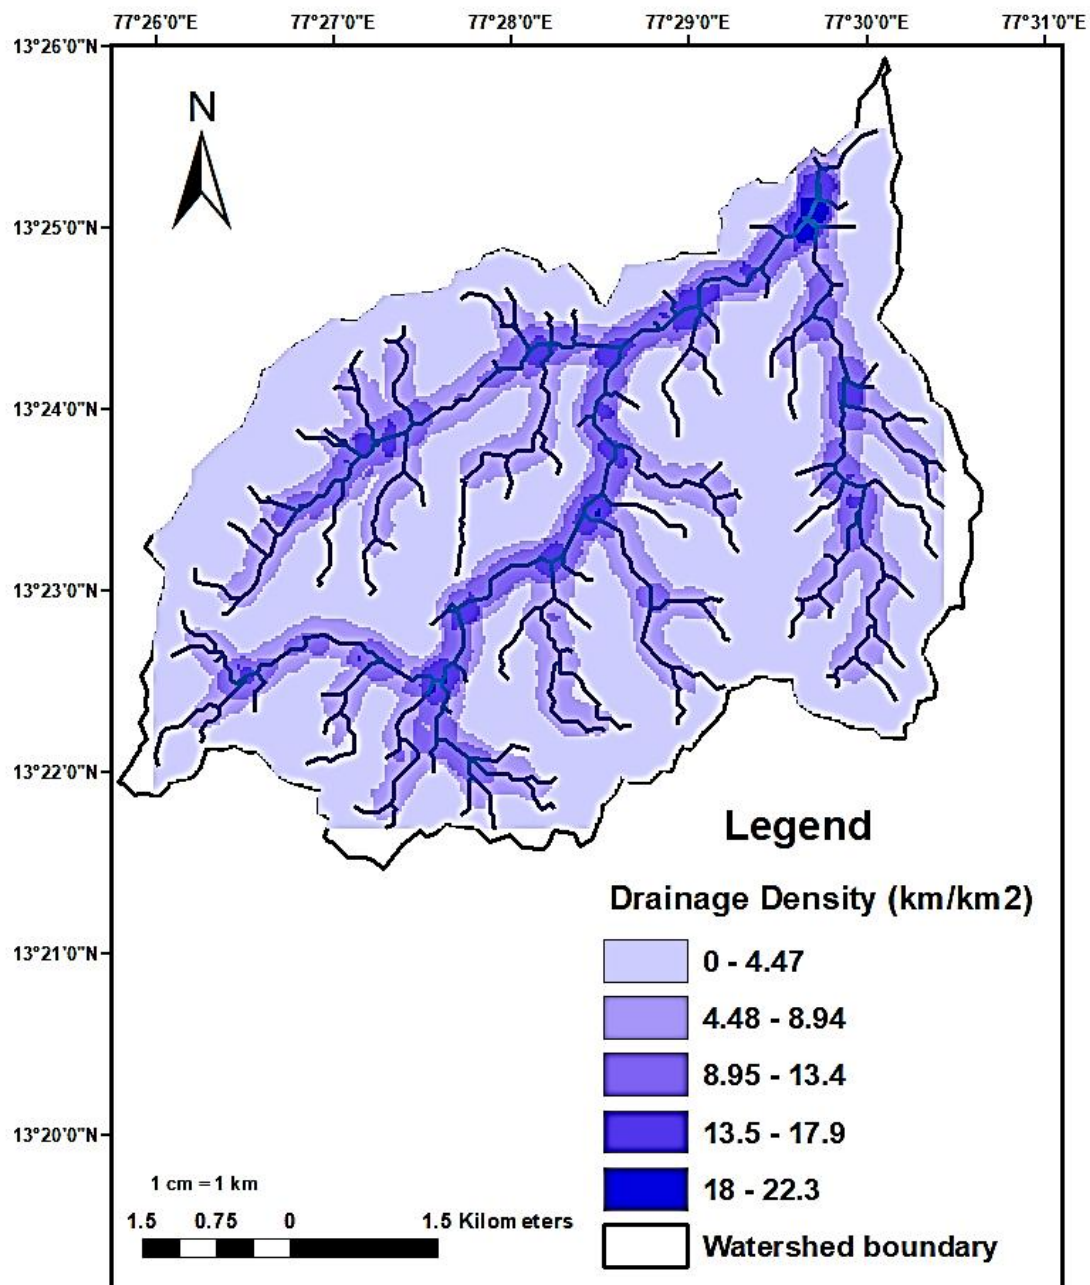 77°26'0"E 77°27'0"E 77°28'0"E 77°29'0"E 77°30'0"E 77°31'0"E
13°26'0"N
N
13°25'0"N
13°24'0"N
13°23'0"N
13°22'0"N
Legend
Drainage Density (km/km2)
13°21'0"N
0 - 4.47
4.48 - 8.94
8.95 - 13.4
13°20'0"N
13.5 - 17.9
1 cm = 1 km
18 - 22.3
1.5 0.75 0 1.5 Kilometers
Watershed boundary